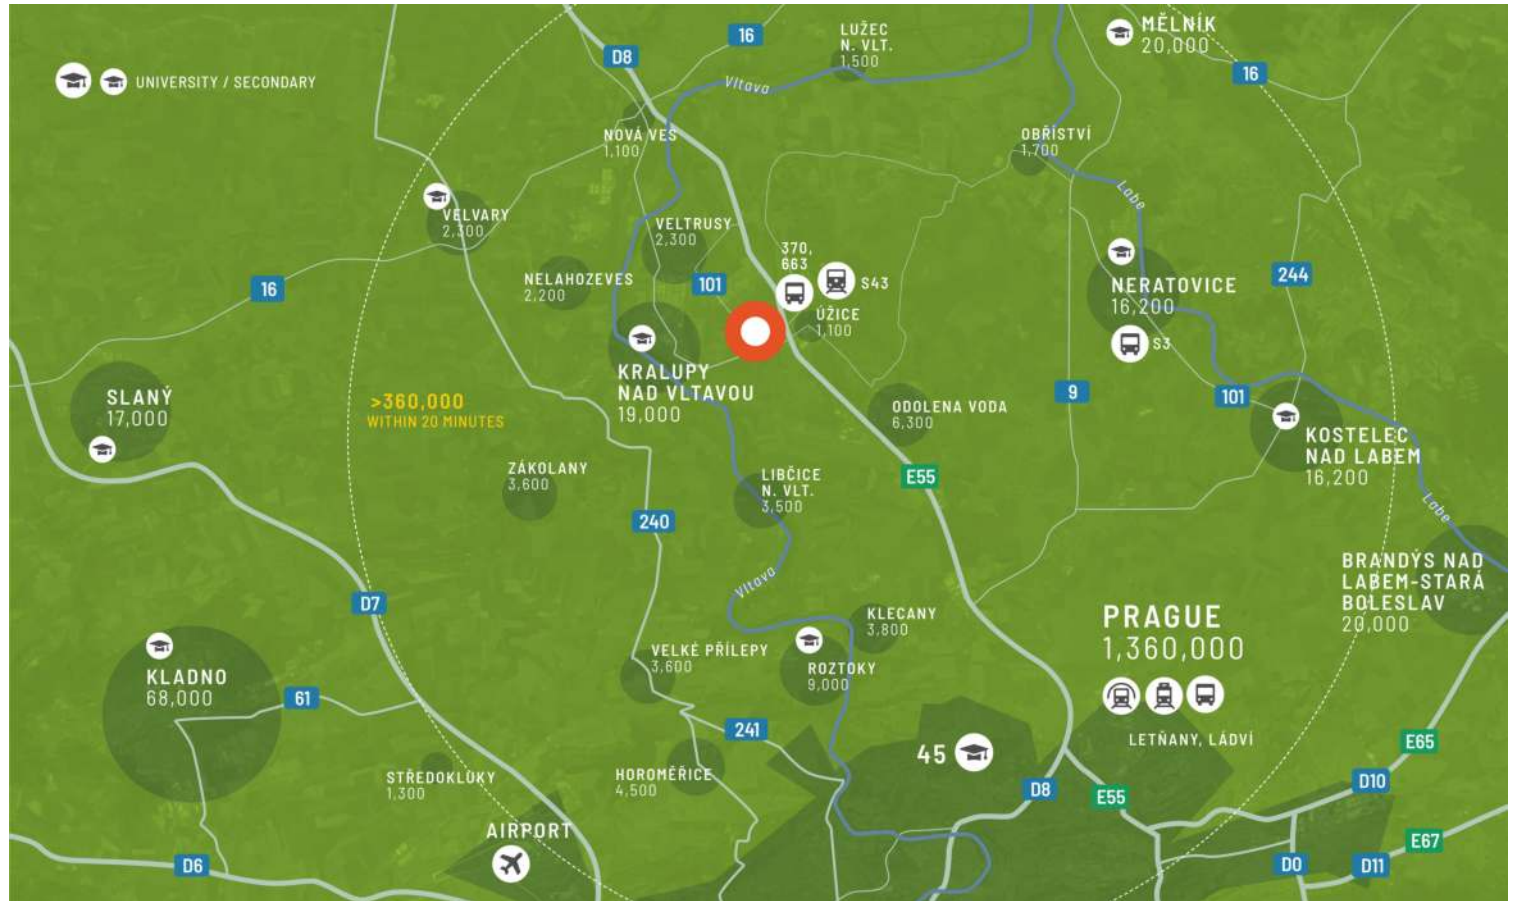 UNIVERSITY / SECONDARY
D8
16
LUŽEC
N. VLT.
1,500
MĚLNÍK
20,000
16
Vltava
NOVÁ VES
1,100
OBŘÍSTVÍ
1,700
Labe
VELVARY
2,300
VELTRUSY
2,300
370,
663
S43
NELAHOZEVES
2,200
101
16
ÚŽICE
1,100
NERATOVICE
16,200
S3
244
KRALUPY
NAD VLTAVOU
19,000
SLANÝ
17,000
>360,000
WITHIN 20 MINUTES
ODOLENA VODA
6,300
9
101
KOSTELEC
NAD LABEM
16,200
ZÁKOLANY
3,600
LIBČICE
N. VLT.
3,500
E55
240
Labe
BRANDÝS NAD
LABEM-STARÁ
BOLESLAV
20,000
Vltava
D7
KLECANY
3,800
PRAGUE
1,360,000
LETŇANY, LÁDVÍ
VELKÉ PŘÍLEPY
3,600
ROZTOKY
9,000
KLADNO
68,000
61
241
45
E65
STŘEDOKLUKY
1,300
HOROMĚŘICE
4,500
D8
E55
D10
AIRPORT
D6
E67
D0
D11